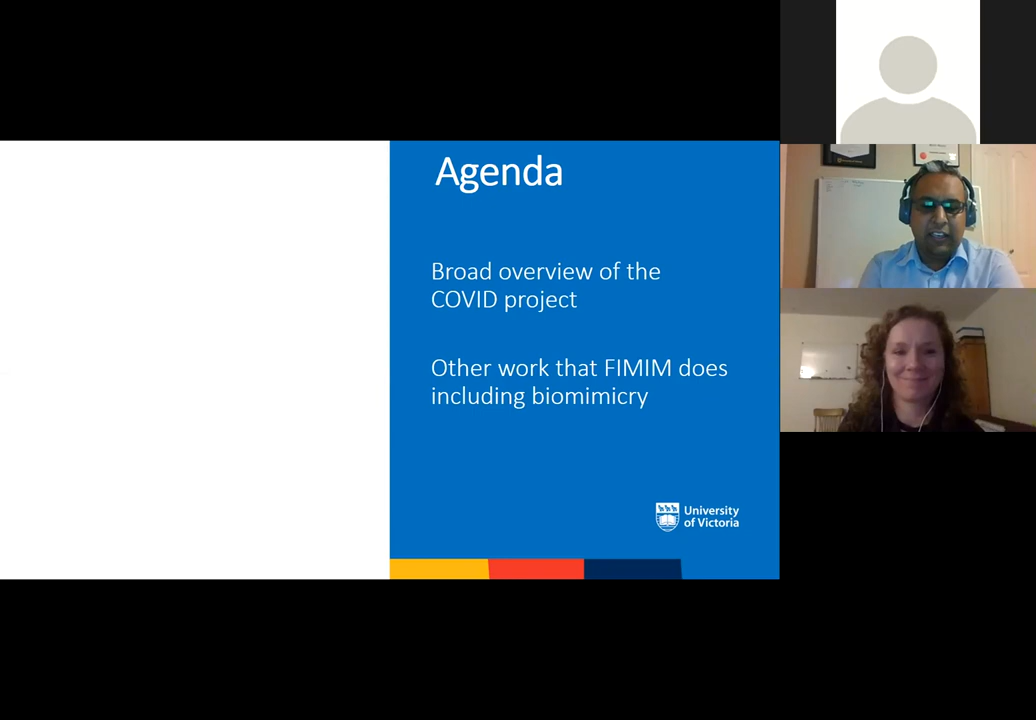 Agenda
Broad overview of the
COVID project
Other work that FIMIM does
including biomimicry
University
of Victoria